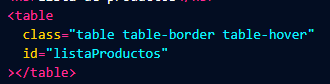 <table
class="table table-border table-hover"
id="listaProductos"
></table>